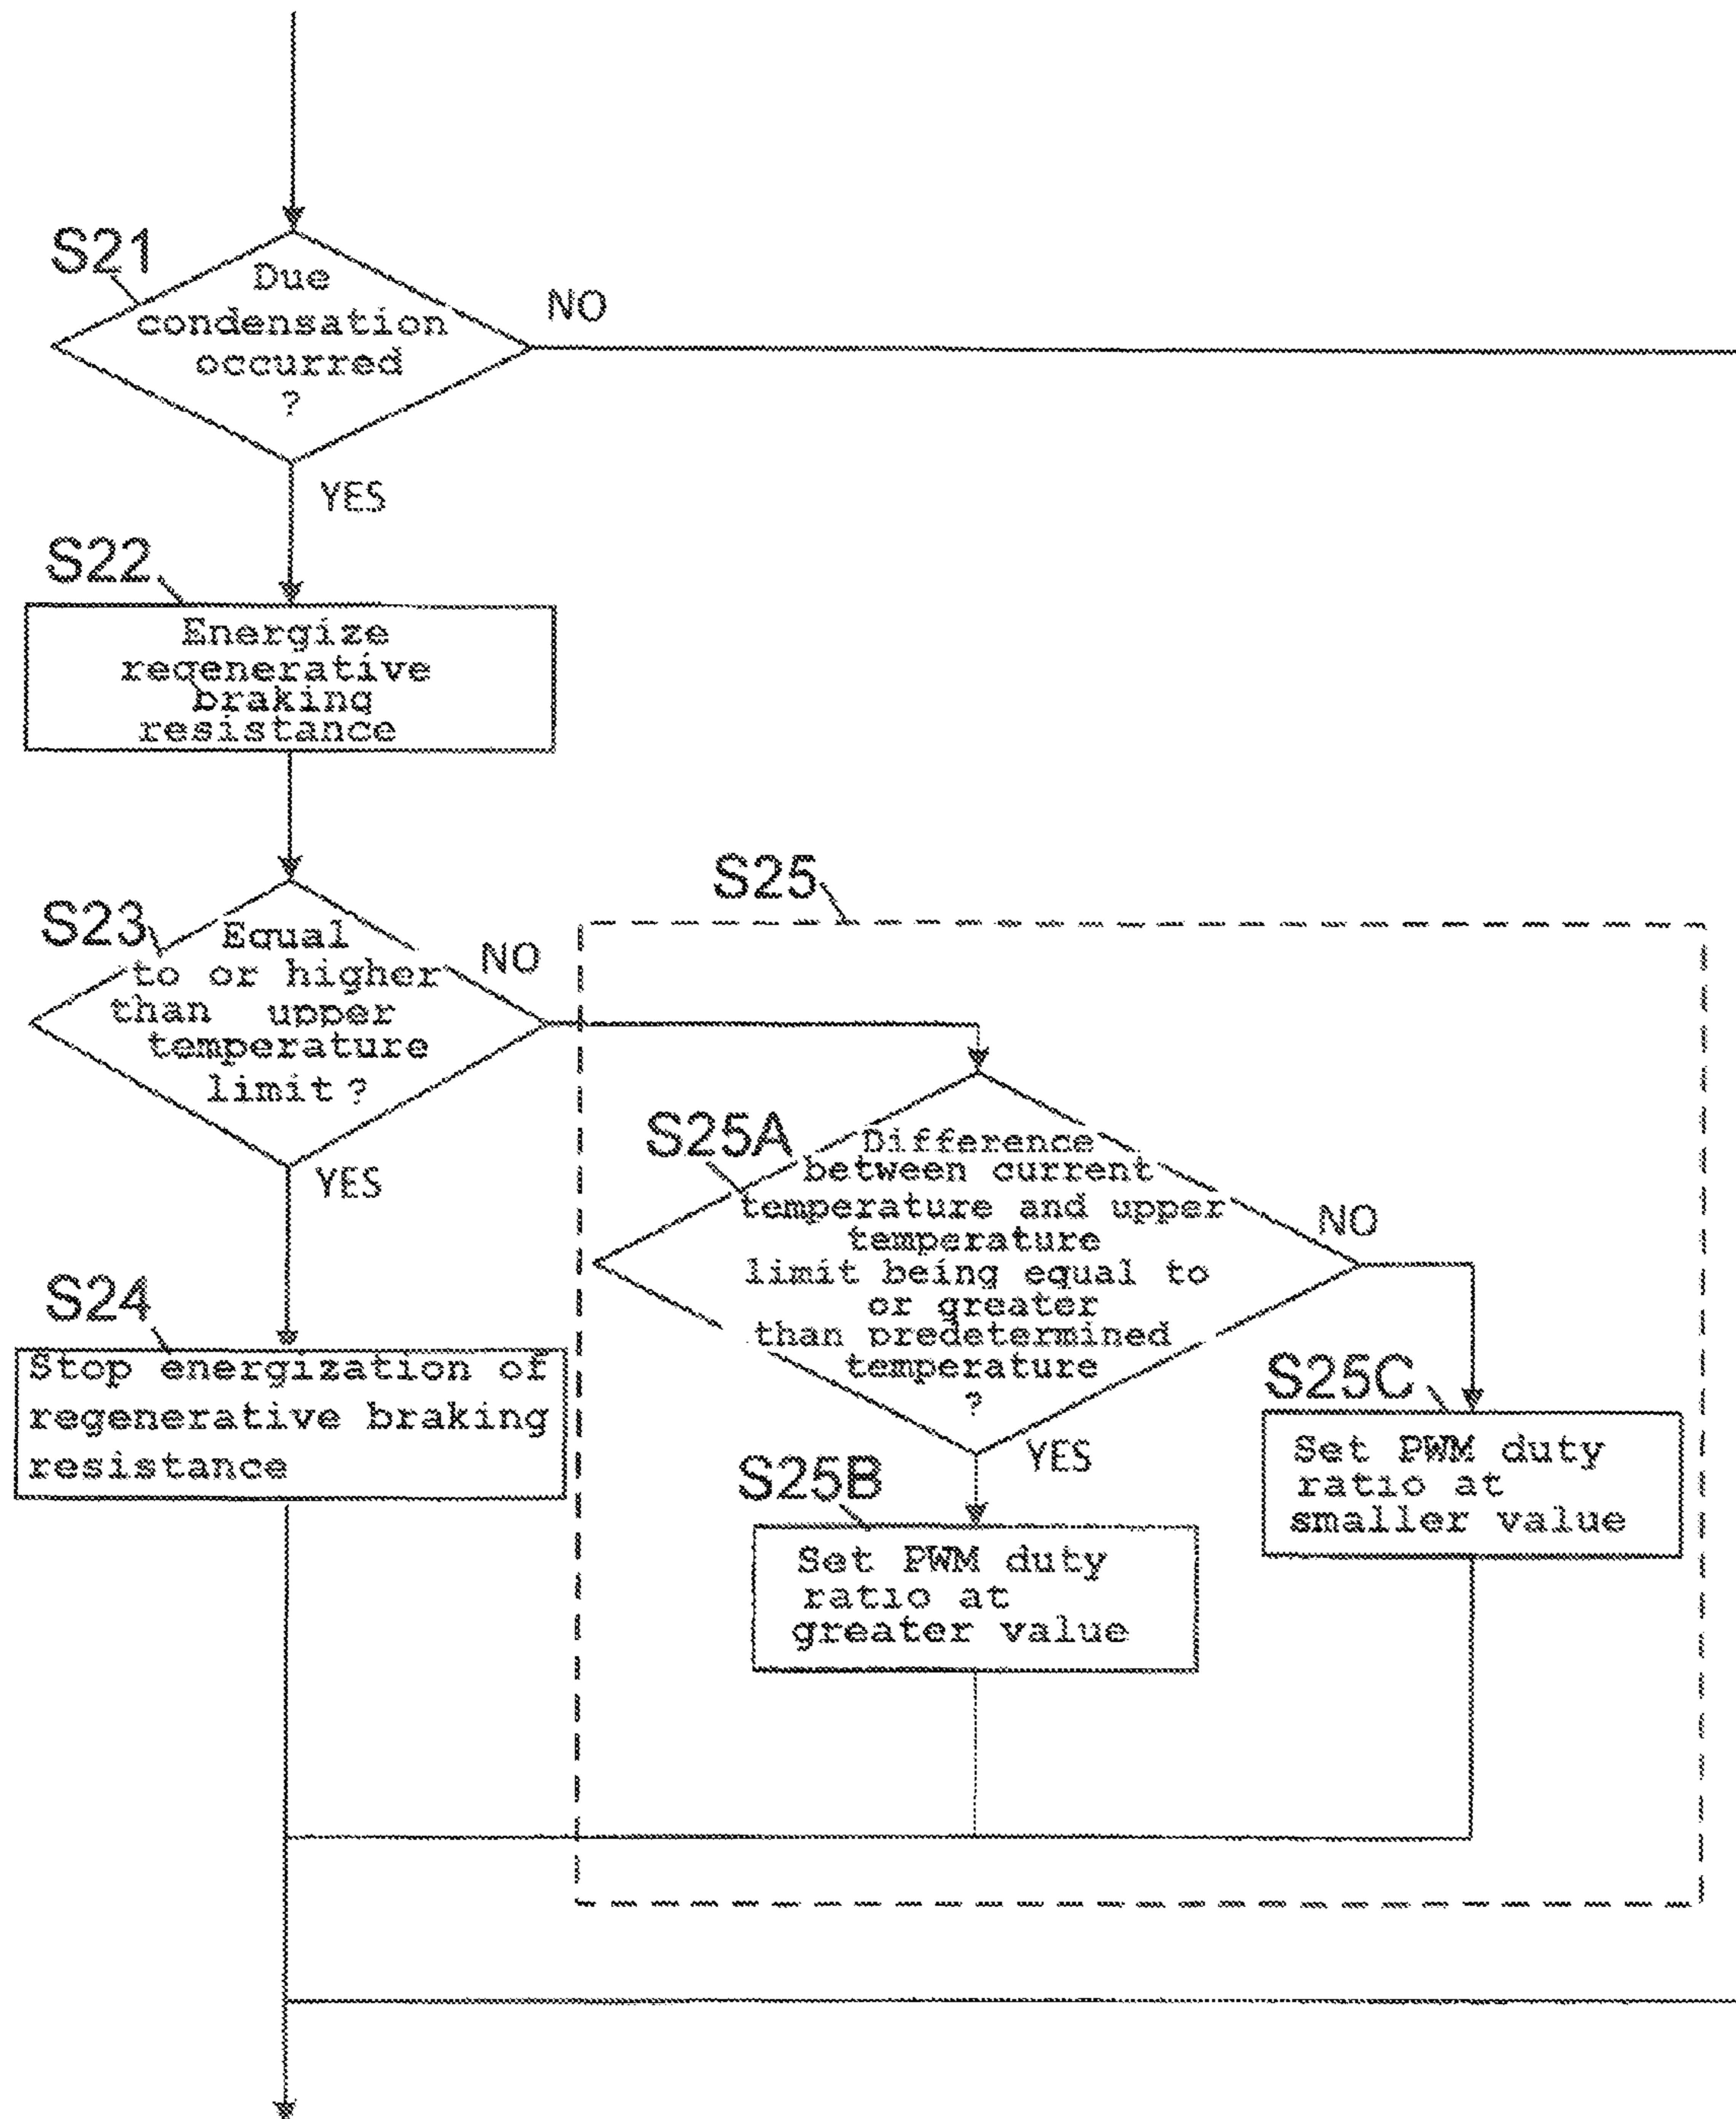 S21
Due
condensation
occurred
?
NO
YES
S22
Energize
regenerative
braking
resistance
S23
Equal
to or higher
than upper
temperature
limit?
NO
YES
S24
Stop energization of
regenerative braking
resistance
S25
S25A
Difference
between current
temperature and upper
temperature
limit being equal to
or greater
than predetermined
temperature
?
NO
YES
S25B
Set PWM duty
ratio at
greater value
S25C
Set PWM duty
ratio at
smaller value